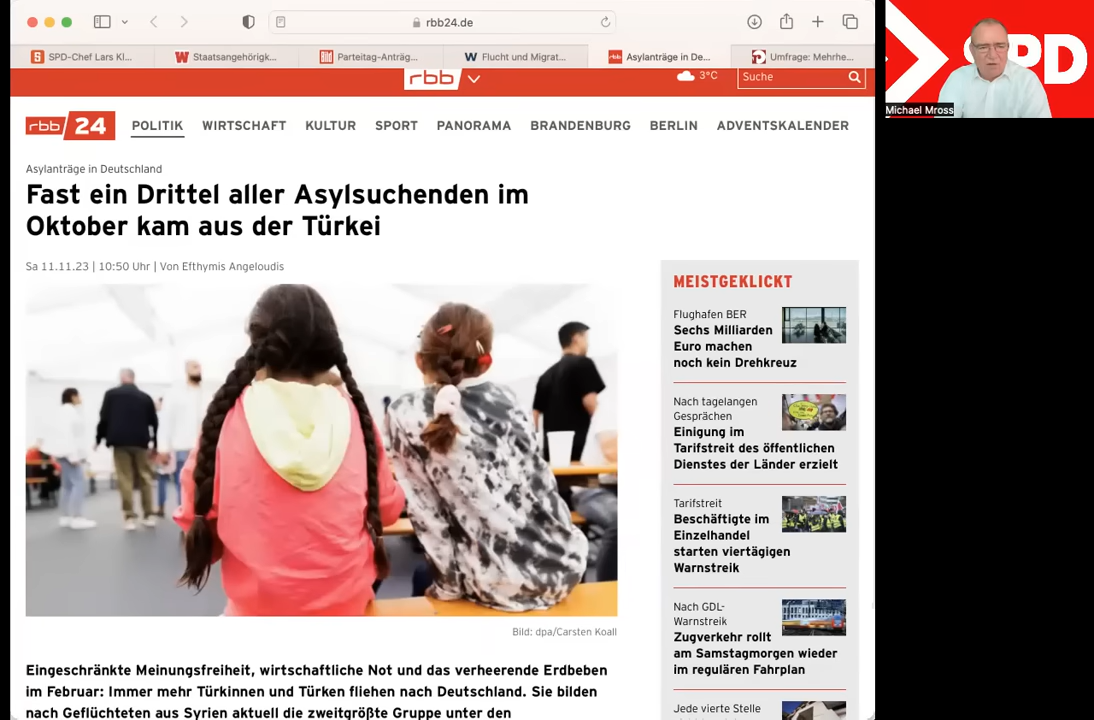 rbb24.de
SPD-Chef Lars Kl...
Staatsangehörigk...
Parteitag-Anträg...
Flucht und Migrat...
Asylanträge in De...
Umfrage: Mehrhe...
rbb
3°C
Suche
rbb 24
POLITIK WIRTSCHAFT KULTUR SPORT PANORAMA BRANDENBURG BERLIN ADVENTSKALENDER
Asylanträge in Deutschland
Fast ein Drittel aller Asylsuchenden im
Oktober kam aus der Türkei
Sa 11.11.23 | 10:50 Uhr | Von Efthymis Angeloudis
Bild: dpa/Carsten Koall
Eingeschränkte Meinungsfreiheit, wirtschaftliche Not und das verheerende Erdbeben
im Februar: Immer mehr Türkinnen und Türken fliehen nach Deutschland. Sie bilden
nach Geflüchteten aus Syrien aktuell die zweitgrößte Gruppe unter den
MEISTGEKLICKT
Flughafen BER
Sechs Milliarden
Euro machen
noch kein Drehkreuz
Nach tagelangen
Gesprächen
Einigung im
Tarifstreit des öffentlichen
Dienstes der Länder erzielt
Tarifstreit
Beschäftigte im
Einzelhandel
starten viertägigen
Warnstreik
Nach GDL-
Warnstreik
Zugverkehr rollt
am Samstagmorgen wieder
im regulären Fahrplan
Jede vierte Stelle
SPD
Michael Mross